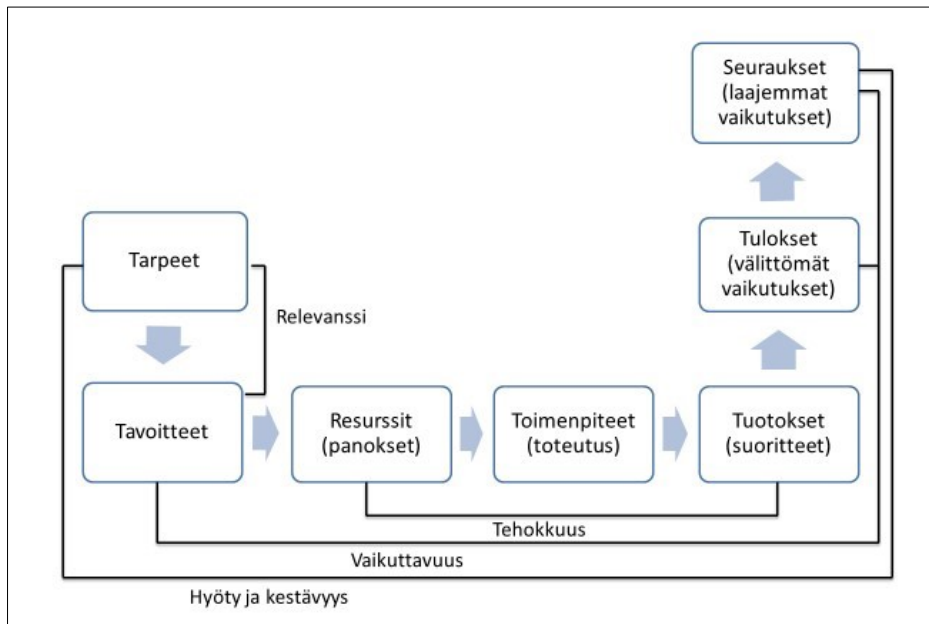 Seuraukset
(laajemmat
vaikutukset)
Tulokset
(välittömät
vaikutukset)
Tarpeet
Relevanssi
Tavoitteet
Resurssit
(panokset)
Toimenpiteet
(toteutus)
Tuotokset
(suoritteet)
Tehokkuus
Vaikuttavuus
Hyöty ja kestävyys